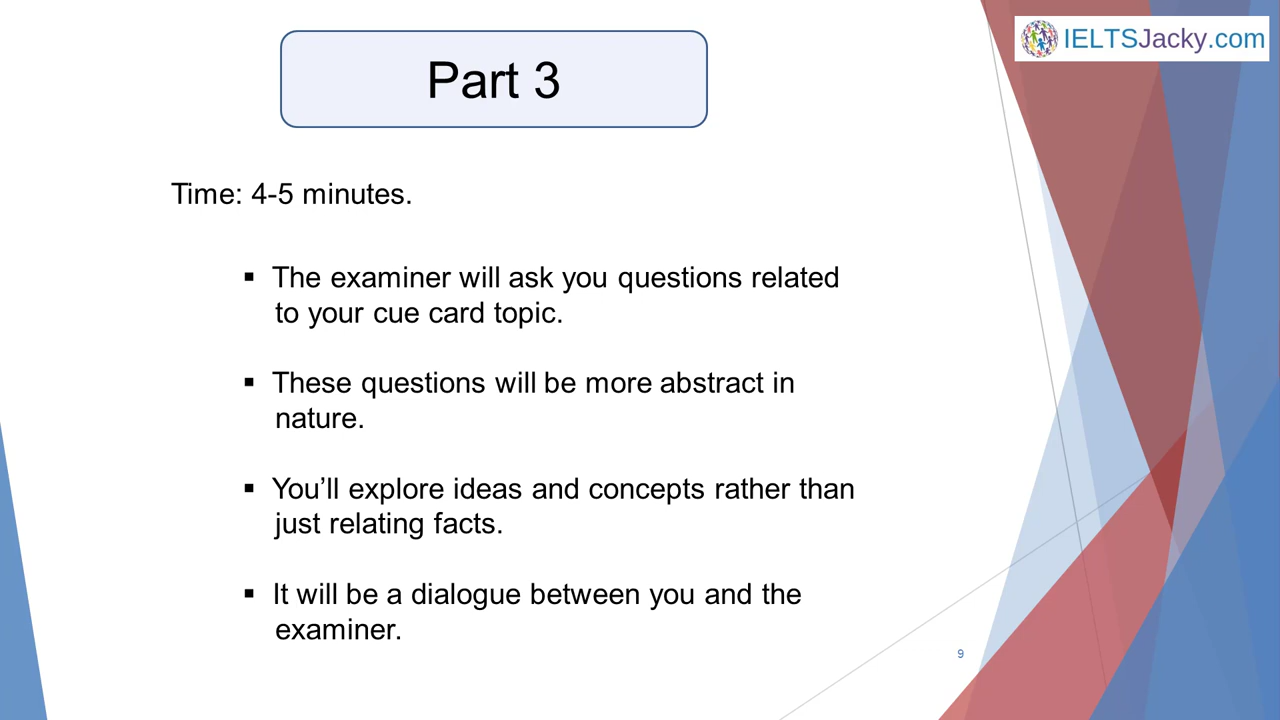 IELTSJacky.com
Part 3
Time: 4-5 minutes.
▪ The examiner will ask you questions related
to your cue card topic.
▪ These questions will be more abstract in
nature.
▪ You’ll explore ideas and concepts rather than
just relating facts.
▪ It will be a dialogue between you and the
examiner.
9